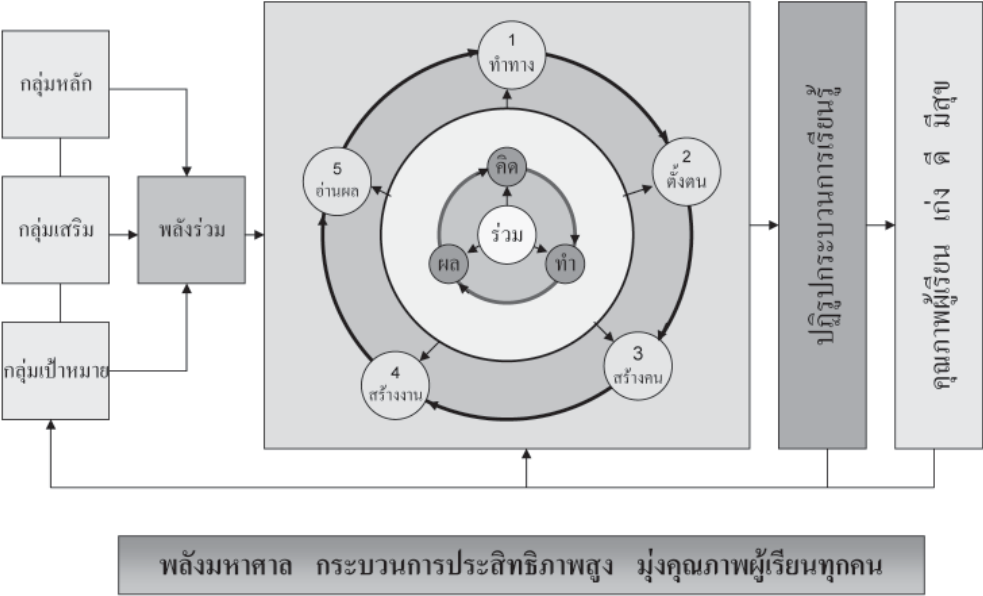 กลุ่มหลัก
กลุ่มเสริม
กลุ่มเป้าหมาย
พลังร่วม
1
ทำทาง
2
ตั้งตน
3
สร้างคน
4
สร้างงาน
5
อ่านผล
คิด
ทำ
ผล
ร่วม
ปฏิรูปกระบวนการเรียนรู้
คุณภาพผู้เรียน เก่ง ดี มีสุข
พลังมหาศาล กระบวนการประสิทธิภาพสูง มุ่งคุณภาพผู้เรียนทุกคน